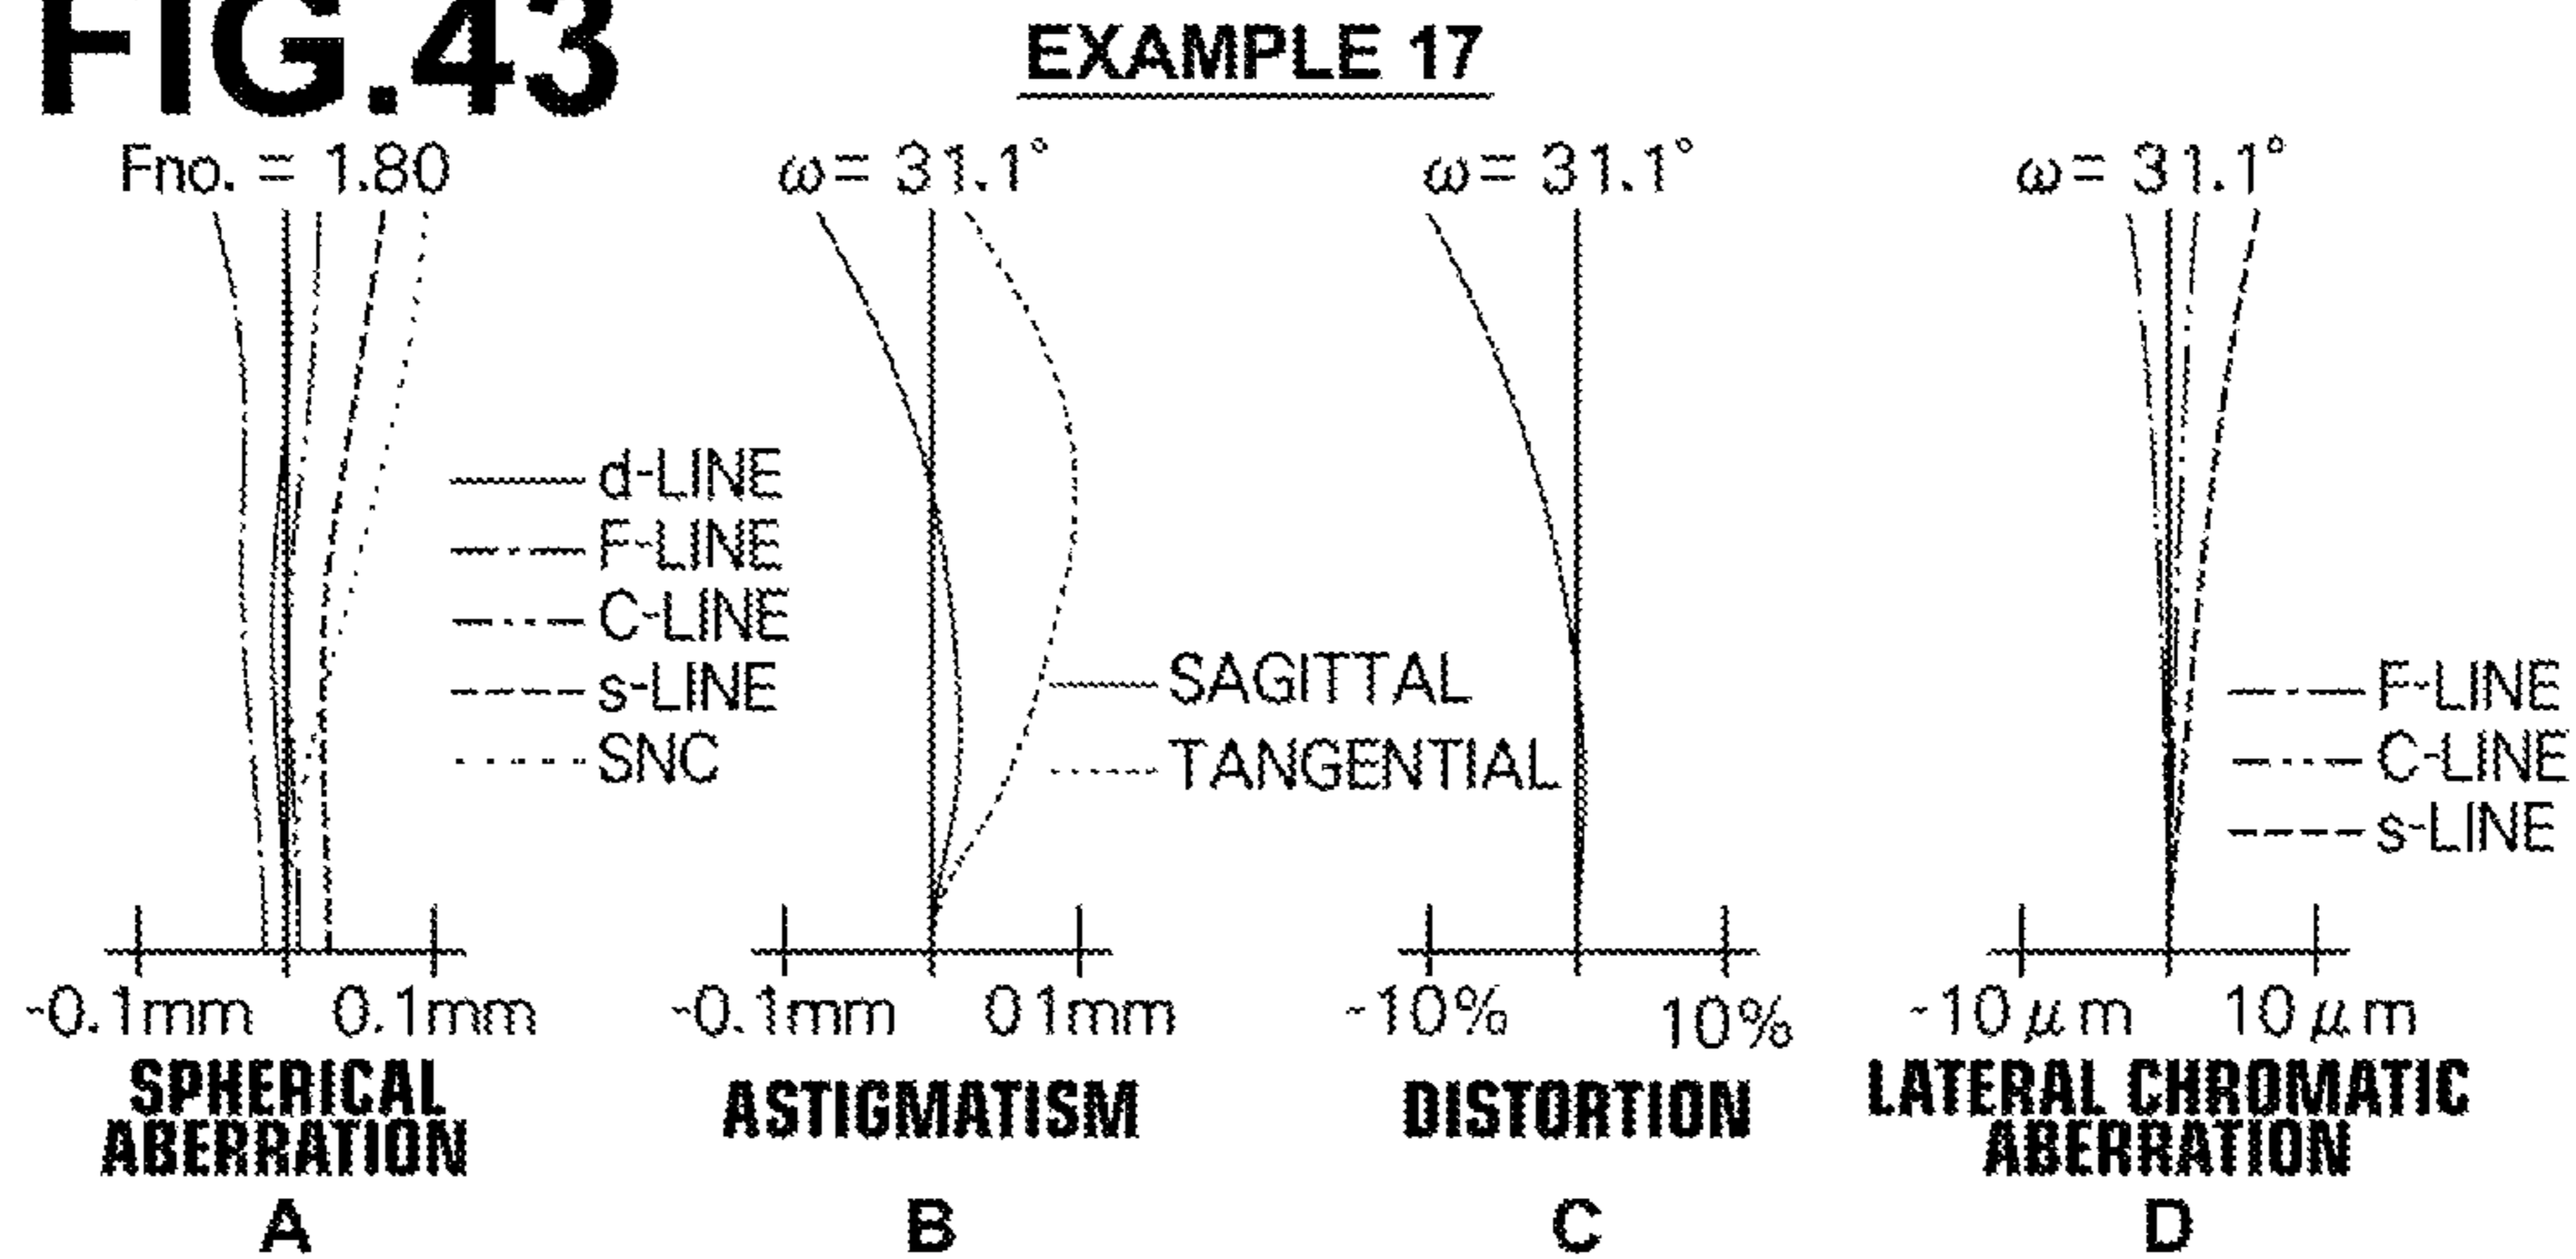 FIG.43
EXAMPLE 17
Fno. = 1.80
ω= 31.1°
ω= 31.1°
ω= 31.1°
d-LINE
F-LINE
C-LINE
s-LINE
SNC
SAGITTAL
TANGENTIAL
F-LINE
C-LINE
s-LINE
-0.1mm
0.1mm
-0.1mm
0 1mm
-10%
10%
-10μm
10μm
SPHERICAL
ABERRATION
ASTIGMATISM
DISTORTION
LATERAL CHROMATIC
ABERRATION
A
B
C
D